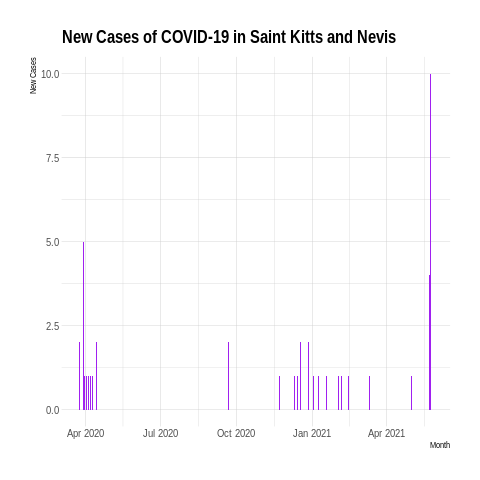 New Cases of COVID-19 in Saint Kitts and Nevis
New Cases
10.0
7.5
5.0
2.5
0.0
Apr 2020 Jul 2020 Oct 2020 Jan 2021 Apr 2021
Month